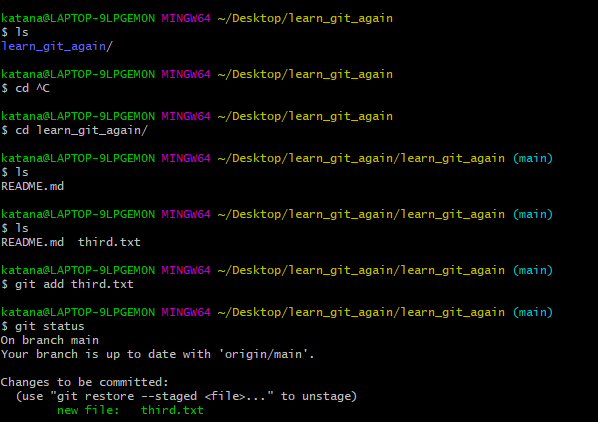 katana@LAPTOP-9LPGEMON MINGW64 ~/Desktop/learn_git_again
$ ls
learn_git_again/
katana@LAPTOP-9LPGEMON MINGW64 ~/Desktop/learn_git_again
$ cd ^C
katana@LAPTOP-9LPGEMON MINGW64 ~/Desktop/learn_git_again
$ cd learn_git_again/
katana@LAPTOP-9LPGEMON MINGW64 ~/Desktop/learn_git_again/learn_git_again (main)
$ ls
README.md
katana@LAPTOP-9LPGEMON MINGW64 ~/Desktop/learn_git_again/learn_git_again (main)
$ ls
README.md  third.txt
katana@LAPTOP-9LPGEMON MINGW64 ~/Desktop/learn_git_again/learn_git_again (main)
$ git add third.txt
katana@LAPTOP-9LPGEMON MINGW64 ~/Desktop/learn_git_again/learn_git_again (main)
$ git status
On branch main
Your branch is up to date with 'origin/main'.
Changes to be committed:
  (use "git restore --staged <file>..." to unstage)
        new file:   third.txt